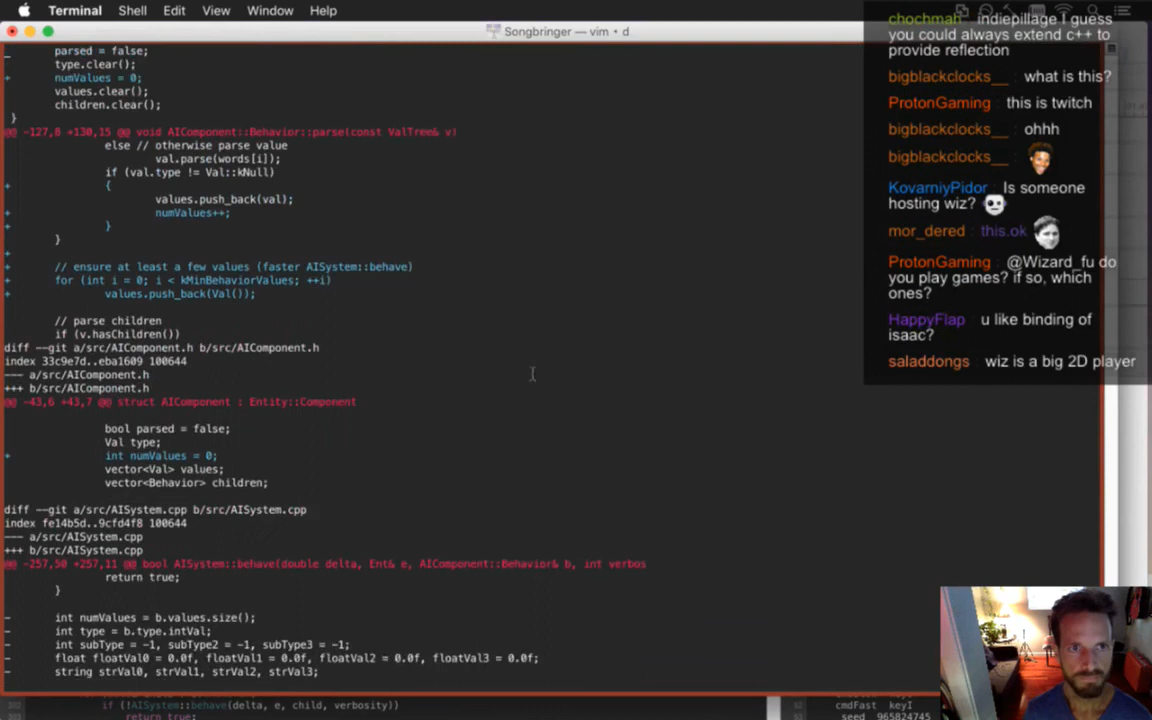 Terminal Shell Edit View Window Help
Songbringer — vim • d
- parsed = false;
type.clear();
+ numValues = 0;
values.clear();
children.clear();
}
@@ -127,8 +130,15 @@ void AIComponent::Behavior::parse(const ValTree& v)
else // otherwise parse value
val.parse(words[i]);
if (val.type != Val::kNull)
+ {
values.push_back(val);
+ numValues++;
+ }
}
+
+ // ensure at least a few values (faster AISystem::behave)
+ for (int i = 0; i < kMinBehaviorValues; ++i)
+ values.push_back(Val());
// parse children
if (v.hasChildren())
diff --git a/src/AIComponent.h b/src/AIComponent.h
index 33c9e7d..eba1609 100644
--- a/src/AIComponent.h
+++ b/src/AIComponent.h
@@ -43,6 +43,7 @@ struct AIComponent : Entity::Component
bool parsed = false;
Val type;
+ int numValues = 0;
vector<Val> values;
vector<Behavior> children;
diff --git a/src/AISystem.cpp b/src/AISystem.cpp
index fe14b5d..9cfd4f8 100644
--- a/src/AISystem.cpp
+++ b/src/AISystem.cpp
@@ -257,50 +257,11 @@ bool AISystem::behave(double delta, Ent& e, AIComponent::Behavior& b, int verbos
return true;
}
- int numValues = b.values.size();
- int type = b.type.intVal;
- int subType = -1, subType2 = -1, subType3 = -1;
- float floatVal0 = 0.0f, floatVal1 = 0.0f, floatVal2 = 0.0f, floatVal3 = 0.0f;
- string strVal0, strVal1, strVal2, strVal3;
if (!AISystem::behave(delta, e, child, verbosity))
return true;
cmdFast keyI
seed 965824745
chochmah : indiepillage I guess
you could always extend c++ to
provide reflection
bigblackclocks__ : what is this?
ProtonGaming : this is twitch
bigblackclocks__ : ohhh
bigblackclocks__ :
KovarniyPidor : Is someone
hosting wiz?
mor_dered : this.ok
ProtonGaming : @Wizard_fu do
you play games? if so, which
ones?
HappyFlap : u like binding of
isaac?
saladdongs : wiz is a big 2D player